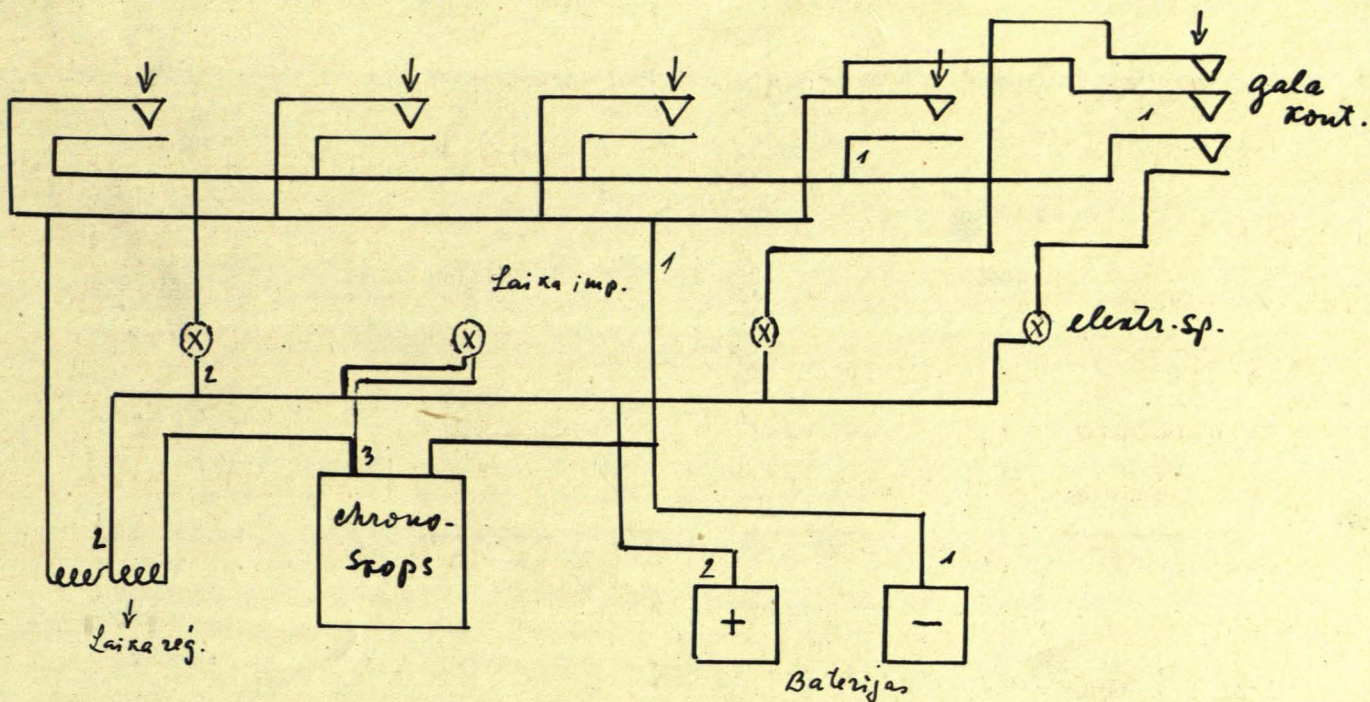 gala
kont.
1
1
1
Laika imp.
elektr. sp.
2
3
chrono-
skops
2
2
1
+
−
Laika reģ.
Baterijas